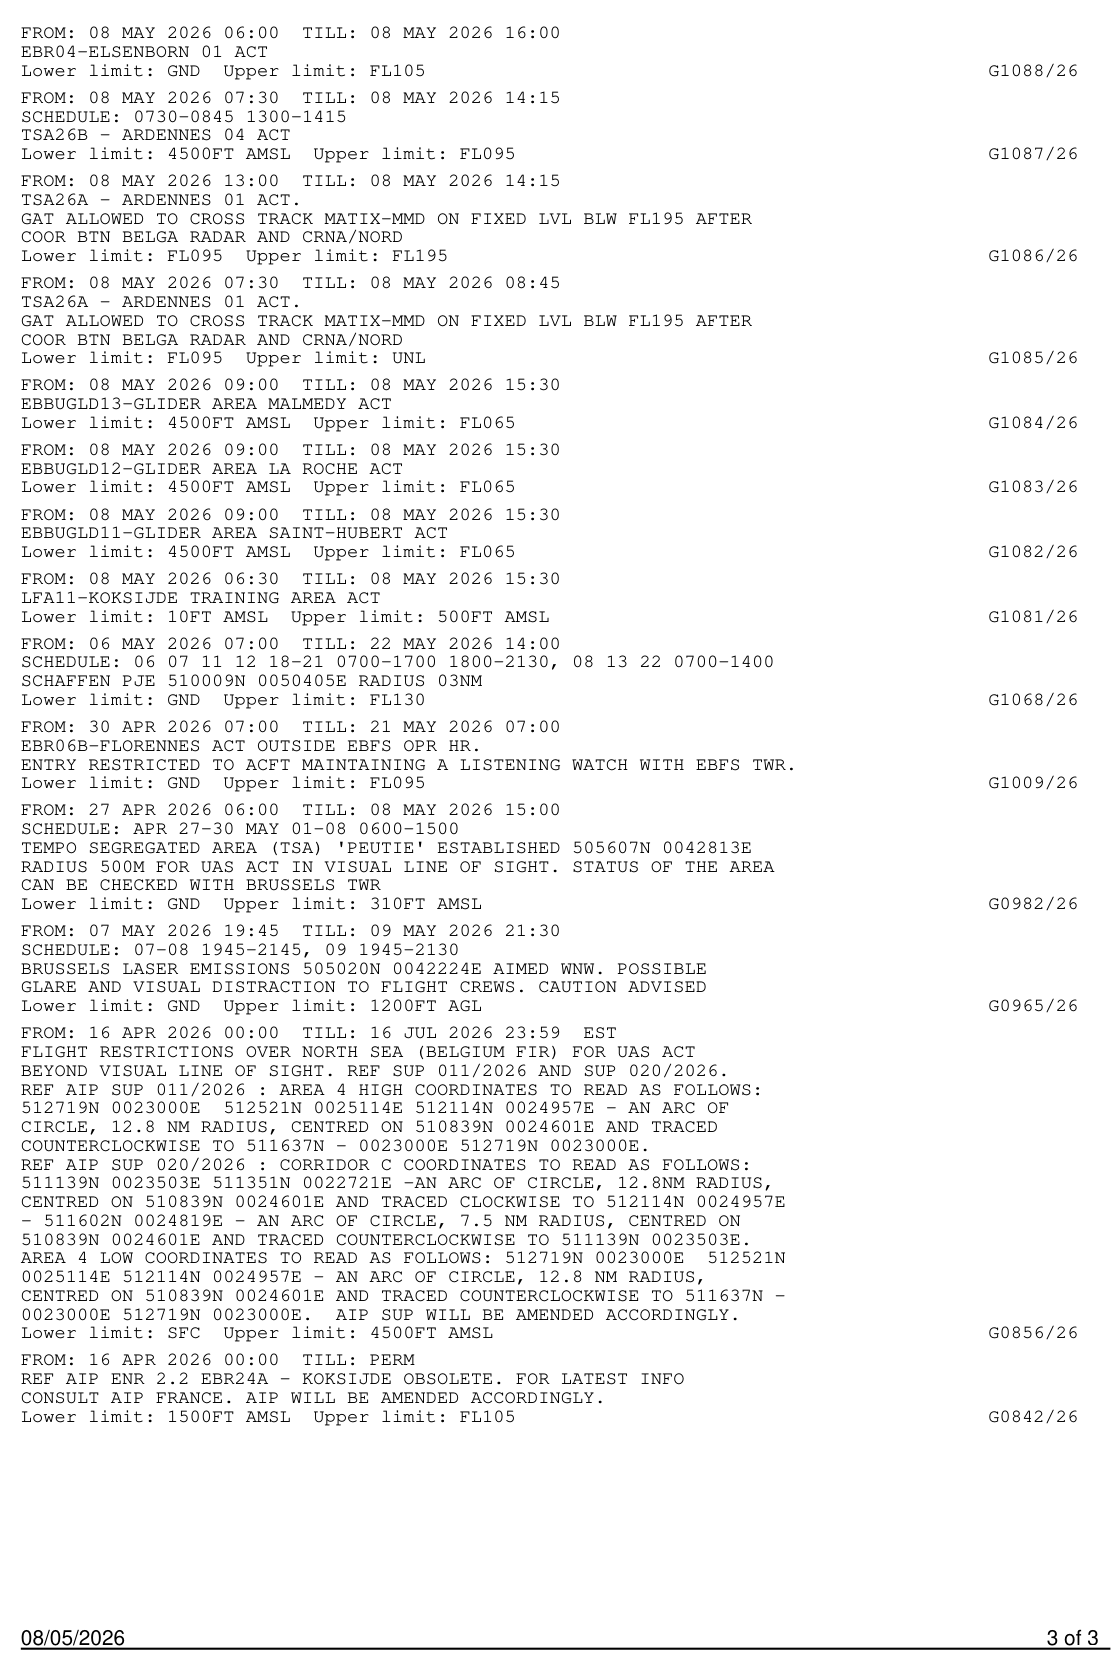 FROM: 08 MAY 2026 06:00  TILL: 08 MAY 2026 16:00
EBR04-ELSENBORN 01 ACT
Lower limit: GND  Upper limit: FL105 G1088/26
FROM: 08 MAY 2026 07:30  TILL: 08 MAY 2026 14:15
SCHEDULE: 0730-0845 1300-1415
TSA26B - ARDENNES 04 ACT
Lower limit: 4500FT AMSL  Upper limit: FL095 G1087/26
FROM: 08 MAY 2026 13:00  TILL: 08 MAY 2026 14:15
TSA26A - ARDENNES 01 ACT.
GAT ALLOWED TO CROSS TRACK MATIX-MMD ON FIXED LVL BLW FL195 AFTER
COOR BTN BELGA RADAR AND CRNA/NORD
Lower limit: FL095  Upper limit: FL195 G1086/26
FROM: 08 MAY 2026 07:30  TILL: 08 MAY 2026 08:45
TSA26A - ARDENNES 01 ACT.
GAT ALLOWED TO CROSS TRACK MATIX-MMD ON FIXED LVL BLW FL195 AFTER
COOR BTN BELGA RADAR AND CRNA/NORD
Lower limit: FL095  Upper limit: UNL G1085/26
FROM: 08 MAY 2026 09:00  TILL: 08 MAY 2026 15:30
EBBUGLD13-GLIDER AREA MALMEDY ACT
Lower limit: 4500FT AMSL  Upper limit: FL065 G1084/26
FROM: 08 MAY 2026 09:00  TILL: 08 MAY 2026 15:30
EBBUGLD12-GLIDER AREA LA ROCHE ACT
Lower limit: 4500FT AMSL  Upper limit: FL065 G1083/26
FROM: 08 MAY 2026 09:00  TILL: 08 MAY 2026 15:30
EBBUGLD11-GLIDER AREA SAINT-HUBERT ACT
Lower limit: 4500FT AMSL  Upper limit: FL065 G1082/26
FROM: 08 MAY 2026 06:30  TILL: 08 MAY 2026 15:30
LFA11-KOKSIJDE TRAINING AREA ACT
Lower limit: 10FT AMSL  Upper limit: 500FT AMSL G1081/26
FROM: 06 MAY 2026 07:00  TILL: 22 MAY 2026 14:00
SCHEDULE: 06 07 11 12 18-21 0700-1700 1800-2130, 08 13 22 0700-1400
SCHAFFEN PJE 510009N 0050405E RADIUS 03NM
Lower limit: GND  Upper limit: FL130 G1068/26
FROM: 30 APR 2026 07:00  TILL: 21 MAY 2026 07:00
EBR06B-FLORENNES ACT OUTSIDE EBFS OPR HR.
ENTRY RESTRICTED TO ACFT MAINTAINING A LISTENING WATCH WITH EBFS TWR.
Lower limit: GND  Upper limit: FL095 G1009/26
FROM: 27 APR 2026 06:00  TILL: 08 MAY 2026 15:00
SCHEDULE: APR 27-30 MAY 01-08 0600-1500
TEMPO SEGREGATED AREA (TSA) 'PEUTIE' ESTABLISHED 505607N 0042813E
RADIUS 500M FOR UAS ACT IN VISUAL LINE OF SIGHT. STATUS OF THE AREA
CAN BE CHECKED WITH BRUSSELS TWR
Lower limit: GND  Upper limit: 310FT AMSL G0982/26
FROM: 07 MAY 2026 19:45  TILL: 09 MAY 2026 21:30
SCHEDULE: 07-08 1945-2145, 09 1945-2130
BRUSSELS LASER EMISSIONS 505020N 0042224E AIMED WNW. POSSIBLE
GLARE AND VISUAL DISTRACTION TO FLIGHT CREWS. CAUTION ADVISED
Lower limit: GND  Upper limit: 1200FT AGL G0965/26
FROM: 16 APR 2026 00:00  TILL: 16 JUL 2026 23:59  EST
FLIGHT RESTRICTIONS OVER NORTH SEA (BELGIUM FIR) FOR UAS ACT
BEYOND VISUAL LINE OF SIGHT. REF SUP 011/2026 AND SUP 020/2026.
REF AIP SUP 011/2026 : AREA 4 HIGH COORDINATES TO READ AS FOLLOWS:
512719N 0023000E  512521N 0025114E 512114N 0024957E - AN ARC OF
CIRCLE, 12.8 NM RADIUS, CENTRED ON 510839N 0024601E AND TRACED
COUNTERCLOCKWISE TO 511637N - 0023000E 512719N 0023000E.
REF AIP SUP 020/2026 : CORRIDOR C COORDINATES TO READ AS FOLLOWS:
511139N 0023503E 511351N 0022721E -AN ARC OF CIRCLE, 12.8NM RADIUS,
CENTRED ON 510839N 0024601E AND TRACED CLOCKWISE TO 512114N 0024957E
- 511602N 0024819E - AN ARC OF CIRCLE, 7.5 NM RADIUS, CENTRED ON
510839N 0024601E AND TRACED COUNTERCLOCKWISE TO 511139N 0023503E.
AREA 4 LOW COORDINATES TO READ AS FOLLOWS: 512719N 0023000E  512521N
0025114E 512114N 0024957E - AN ARC OF CIRCLE, 12.8 NM RADIUS,
CENTRED ON 510839N 0024601E AND TRACED COUNTERCLOCKWISE TO 511637N -
0023000E 512719N 0023000E.  AIP SUP WILL BE AMENDED ACCORDINGLY.
Lower limit: SFC  Upper limit: 4500FT AMSL G0856/26
FROM: 16 APR 2026 00:00  TILL: PERM
REF AIP ENR 2.2 EBR24A - KOKSIJDE OBSOLETE. FOR LATEST INFO
CONSULT AIP FRANCE. AIP WILL BE AMENDED ACCORDINGLY.
Lower limit: 1500FT AMSL  Upper limit: FL105 G0842/26
08/05/2026 3 of 3